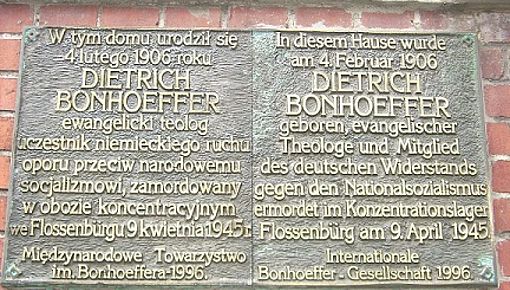 W tym domu urodził się
4 lutego 1906 roku
DIETRICH
BONHOEFFER
ewangelicki teolog
uczestnik niemieckiego ruchu
oporu przeciw narodowemu
socjalizmowi, zamordowany
w obozie koncentracyjnym
we Flossenbürgu 9 kwietnia 1945 r.
Międzynarodowe Towarzystwo
im. Bonhoeffera-1996.
In diesem Hause wurde
am 4. Februar 1906
DIETRICH
BONHOEFFER
geboren, evangelischer
Theologe und Mitglied
des deutschen Widerstands
gegen den Nationalsozialismus
ermordet im Konzentrationslager
Flossenbürg am 9. April 1945.
Internationale
Bonhoeffer-Gesellschaft 1996.